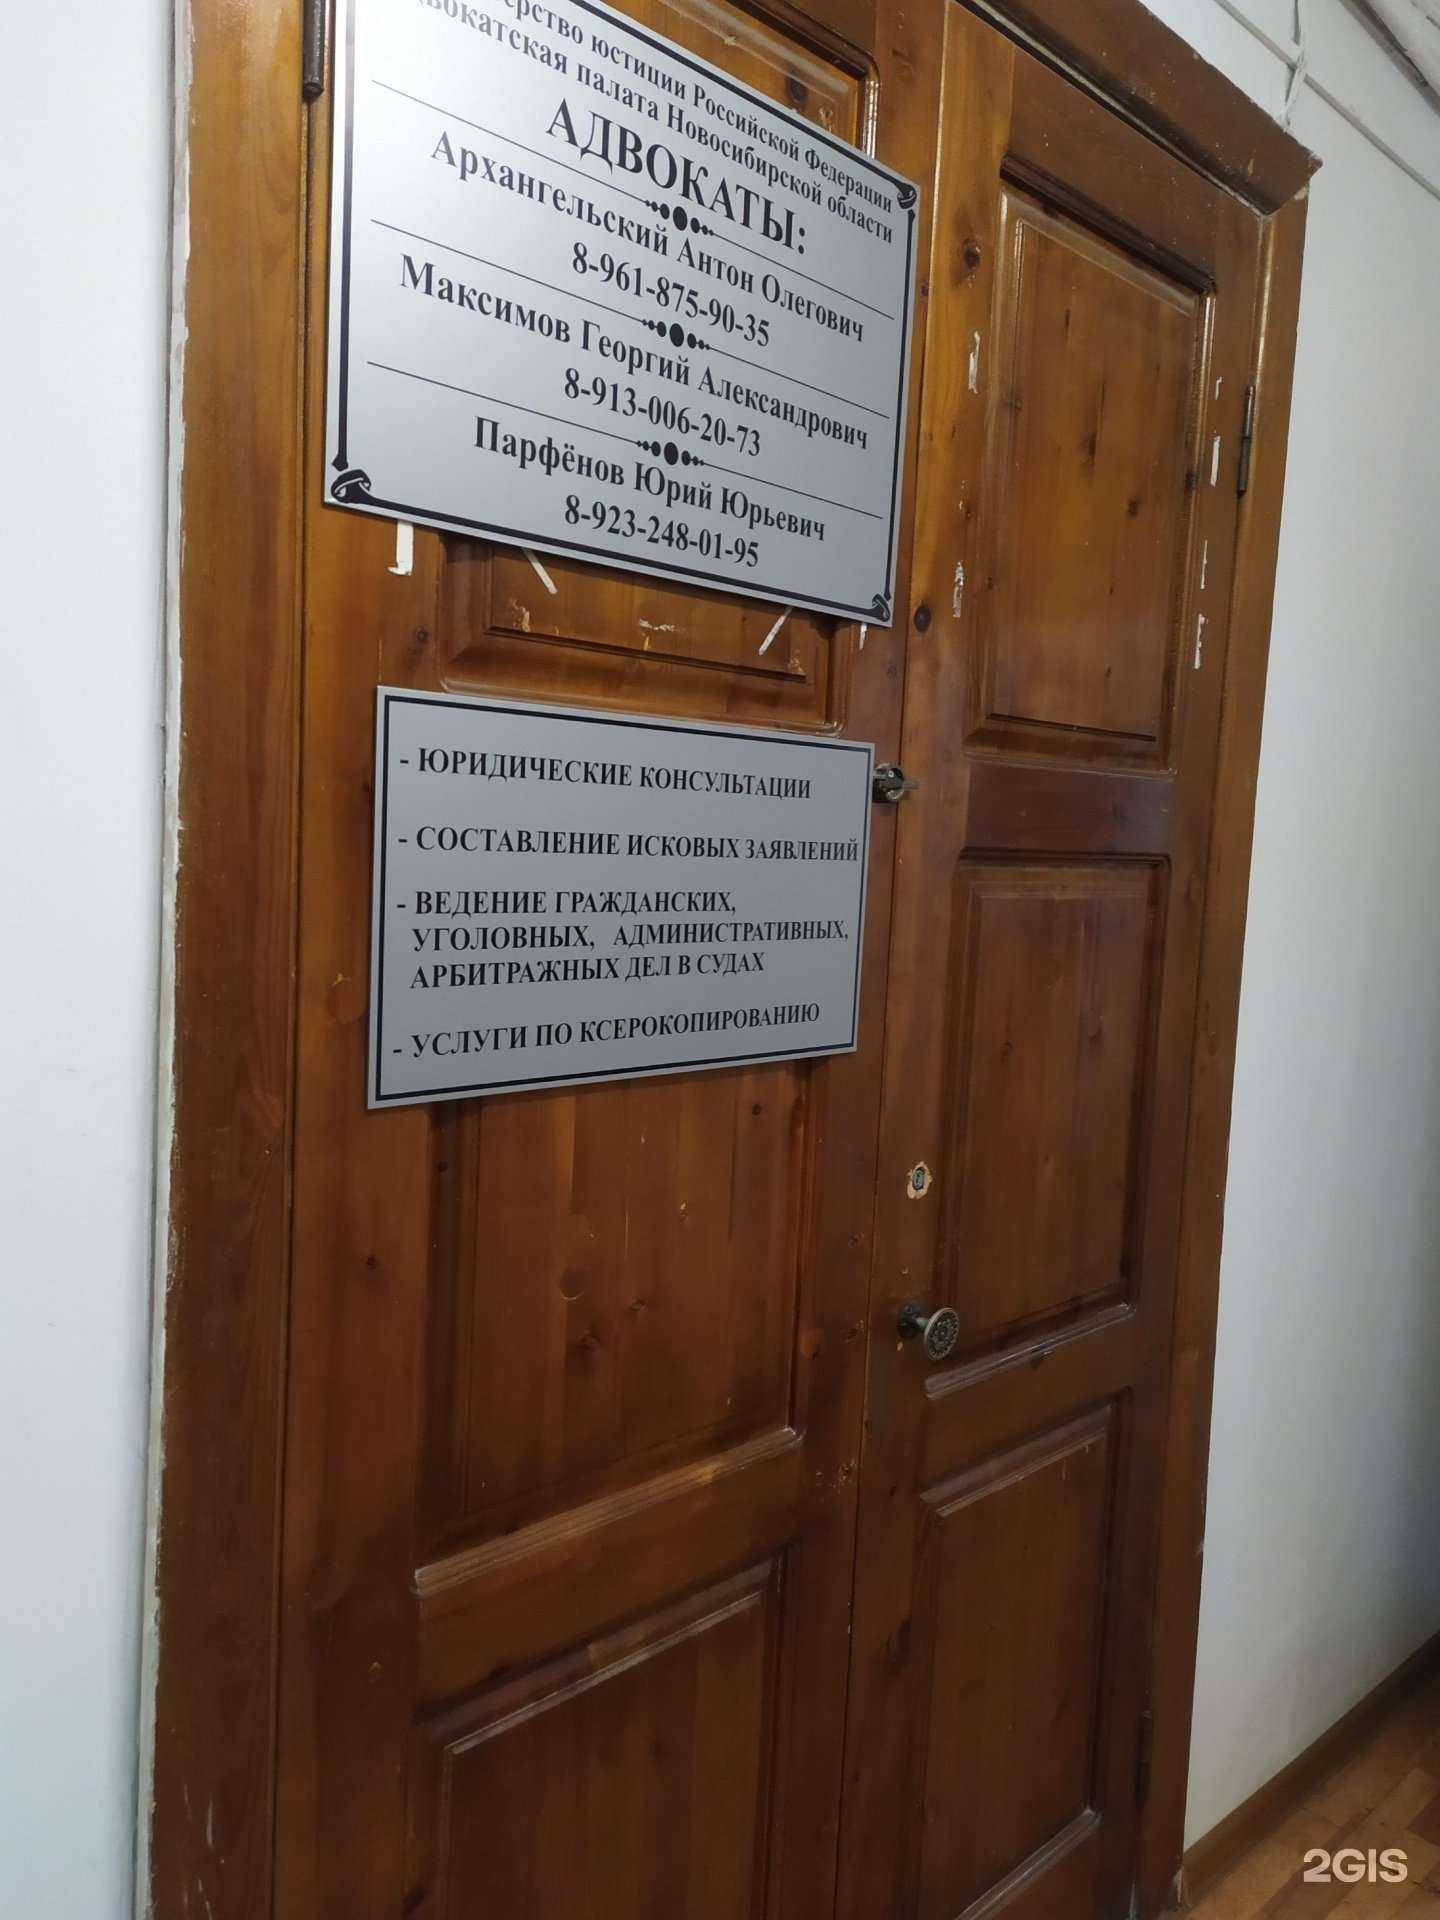 юстиции Российской Федерации
палата Новосибирской области
АДВОКАТЫ:
Архангельский Антон Олегович
8-961-875-90-35
Максимов Георгий Александрович
8-913-006-20-73
Парфёнов Юрий Юрьевич
8-923-248-01-95
- ЮРИДИЧЕСКИЕ КОНСУЛЬТАЦИИ
- СОСТАВЛЕНИЕ ИСКОВЫХ ЗАЯВЛЕНИЙ
- ВЕДЕНИЕ ГРАЖДАНСКИХ,
УГОЛОВНЫХ, АДМИНИСТРАТИВНЫХ,
АРБИТРАЖНЫХ ДЕЛ В СУДАХ
- УСЛУГИ ПО КСЕРОКОПИРОВАНИЮ
2GIS